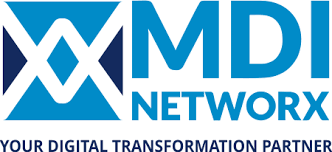 MDI
NETWORX
YOUR DIGITAL TRANSFORMATION PARTNER